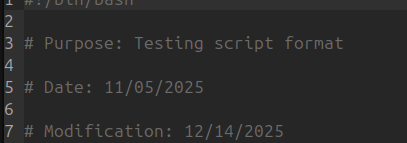 1 #!/bin/bash
2
3 # Purpose: Testing script format
4
5 # Date: 11/05/2025
6
7 # Modification: 12/14/2025